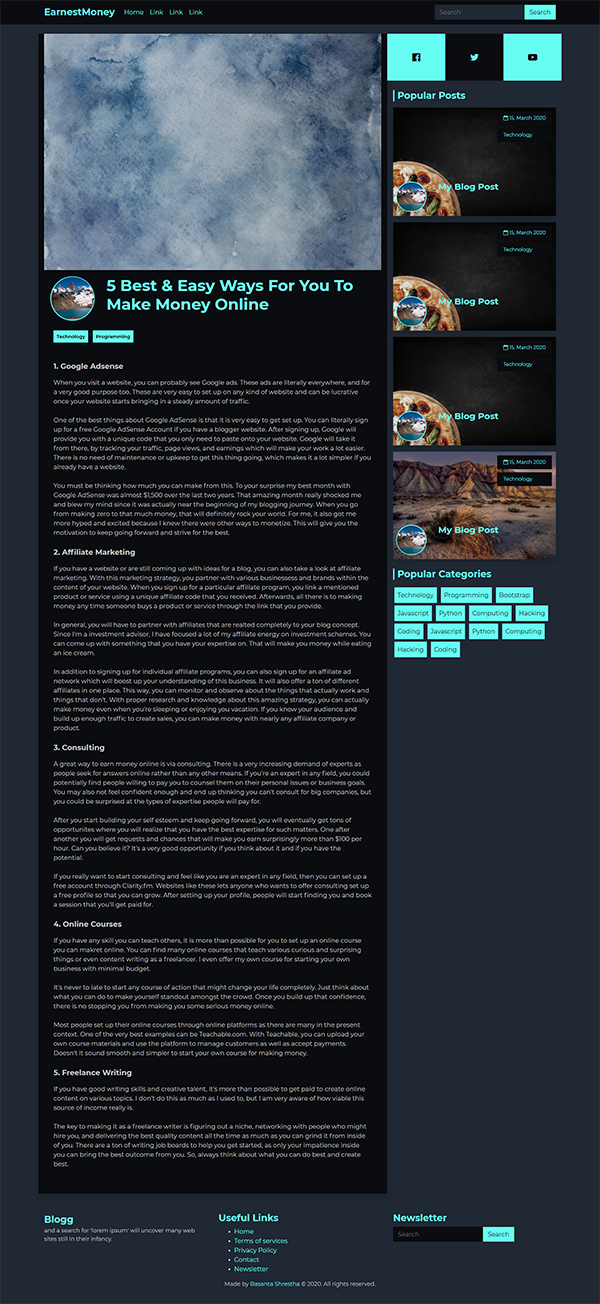 EarnestMoney Home Link Link Link Search Search
5 Best & Easy Ways For You To
Make Money Online
Technology Programming
1. Google Adsense
When you visit a website, you can probably see Google ads. These ads are literally everywhere, and for
a very good purpose too. These are very easy to set up on any kind of website and can be lucrative
once your website starts bringing in a steady amount of traffic.
One of the best things about Google AdSense is that it is very easy to get set up. You can literally sign
up for a free Google AdSense Account if you have a blogger website. After signing up, Google will
provide you with a unique code that you only need to paste onto your website. Google will take it
from there, by tracking your traffic, page views, and earnings which will make your work a lot easier.
There is no need of maintenance or upkeep to get this thing going, which makes it a lot simpler if you
already have a website.
You must be thinking how much you can make from this. To your surprise my best month with
Google AdSense was almost $1,500 over the last two years. That amazing month really shocked me
and blew my mind since it was actually near the beginning of my blogging journey. When you go
from making zero to that much money, that will definitely rock your world. For me, it also got me
more hyped and excited because I knew there were other ways to monetize. This will give you the
motivation to keep going forward and strive for the best.
2. Affiliate Marketing
If you have a website or are still coming up with ideas for a blog, you can also take a look at affiliate
marketing. With this marketing strategy, you partner with various businessess and brands within the
content of your website. When you sign up for a particular affiliate program, you link a mentioned
product or service using a unique affiliate code that you received. Afterwards, all there is to making
money any time someone buys a product or service through the link that you provide.
In general, you will have to partner with affiliates that are realted completely to your blog concept.
Since I'm a investment advisor, I have focused a lot of my affiliate energy on investment schemes. You
can come up with something that you have your expertise on. That will make you money while eating
an ice cream.
In addition to signing up for individual affiliate programs, you can also sign up for an affiliate ad
network which will boost up your understanding of this business. It will also offer a ton of different
affiliates in one place. This way, you can monitor and observe about the things that actually work and
things that don't. With proper research and knowledge about this amazing strategy, you can actually
make money even when you're sleeping or enjoying you vacation. If you know your audience and
build up enough traffic to create sales, you can make money with nearly any affiliate company or
product.
3. Consulting
A great way to earn money online is via consulting. There is a very increasing demand of experts as
people seek for answers online rather than any other means. If you're an expert in any field, you could
potentially find people willing to pay you to counsel them on their personal issues or business goals.
You may also not feel confident enough and end up thinking you can't consult for big companies, but
you could be surprised at the types of expertise people will pay for.
After you start building your self esteem and keep going forward, you will eventually get tons of
opportunites where you will realize that you have the best expertise for such matters. One after
another you will get requests and chances that will make you earn surprisingly more than $100 per
hour. Can you believe it? It's a very good opportunity if you think about it and if you have the
potential.
If you really want to start consulting and feel like you are an expert in any field, then you can set up a
free account through Clarity.fm. Websites like these lets anyone who wants to offer consulting set up
a free profile so that you can grow. After setting up your profile, people will start finding you and book
a session that you'll get paid for.
4. Online Courses
If you have any skill you can teach others, it is more than possible for you to set up an online course
you can makret online. You can find many online courses that teach various curious and surprising
things or even content writing as a freelancer. I even offer my own course for starting your own
business with minimal budget.
It's never to late to start any course of action that might change your life completely. Just think about
what you can do to make yourself standout amongst the crowd. Once you build up that confidence,
there is no stopping you from making you some serious money online.
Most people set up their online courses through online platforms as there are many in the present
context. One of the very best examples can be Teachable.com. With Teachable, you can upload your
own course materials and use the platform to manage customers as well as accept payments.
Doesn't it sound smooth and simpler to start your own course for making money.
5. Freelance Writing
If you have good writing skills and creative talent, it's more than possible to get paid to create online
content on various topics. I don't do this as much as I used to, but I am very aware of how viable this
source of income really is.
The key to making it as a freelance writer is figuring out a niche, networking with people who might
hire you, and delivering the best quality content all the time as much as you can grind it from inside
of you. There are a ton of writing job boards to help you get started, as only your impatience inside
you can bring the best outcome from you. So, always think about what you can do best and create
best.
Popular Posts
15, March 2020
Technology
My Blog Post
15, March 2020
Technology
My Blog Post
15, March 2020
Technology
My Blog Post
15, March 2020
Technology
My Blog Post
Popular Categories
Technology Programming Bootstrap
Javascript Python Computing Hacking
Coding Javascript Python Computing
Hacking Coding
Blogg
and a search for 'lorem ipsum' will uncover many web
sites still in their infancy.
Useful Links
Home
Terms of services
Privacy Policy
Contact
Newsletter
Newsletter
Search Search
Made by Basanta Shrestha © 2020. All rights reserved.